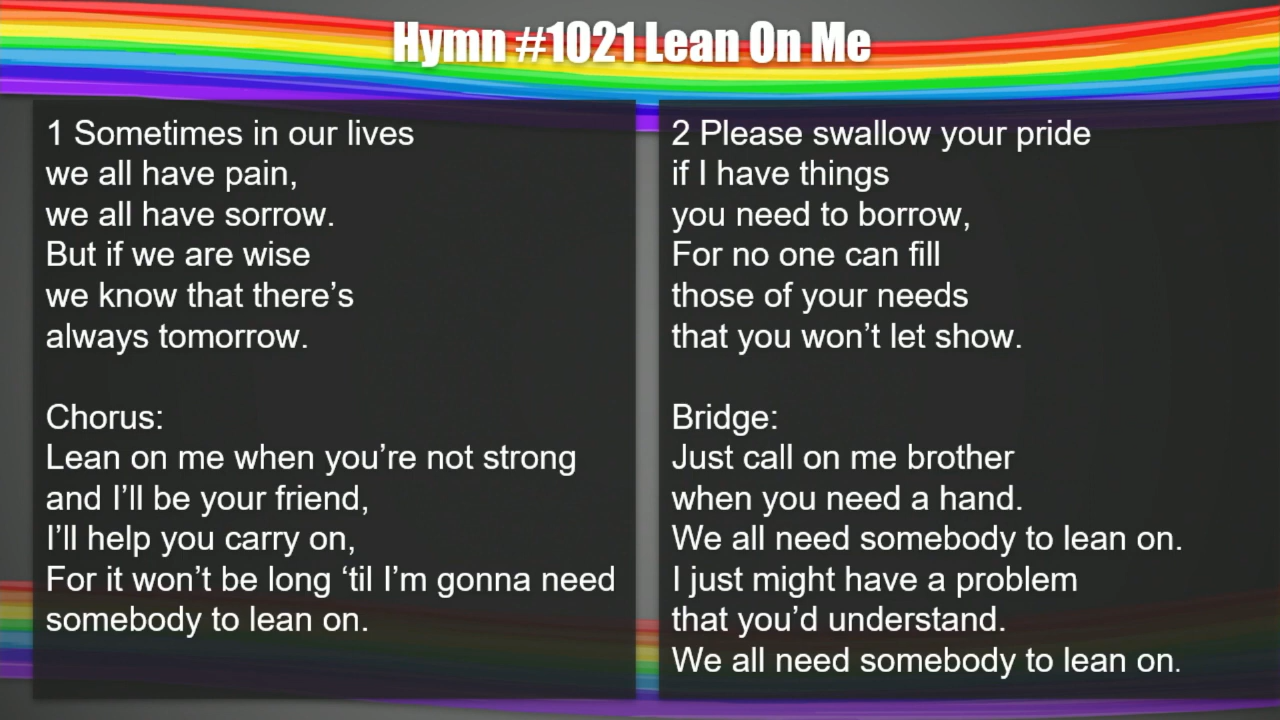 Hymn #1021 Lean On Me
1 Sometimes in our lives
we all have pain,
we all have sorrow.
But if we are wise
we know that there’s
always tomorrow.
Chorus:
Lean on me when you’re not strong
and I’ll be your friend,
I’ll help you carry on,
For it won’t be long ‘til I’m gonna need
somebody to lean on.
2 Please swallow your pride
if I have things
you need to borrow,
For no one can fill
those of your needs
that you won’t let show.
Bridge:
Just call on me brother
when you need a hand.
We all need somebody to lean on.
I just might have a problem
that you’d understand.
We all need somebody to lean on.